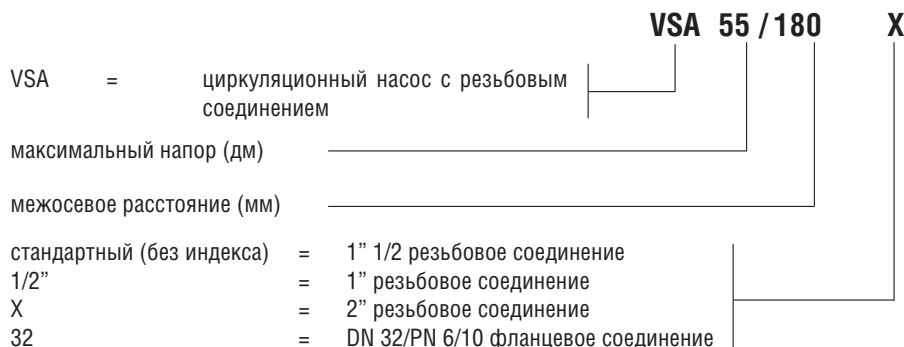 VSA 55 / 180 X
VSA = циркуляционный насос с резьбовым
соединением
максимальный напор (дм)
межосевое расстояние (мм)
стандартный (без индекса) = 1” 1/2 резьбовое соединение
1/2” = 1” резьбовое соединение
X = 2” резьбовое соединение
32 = DN 32/PN 6/10 фланцевое соединение